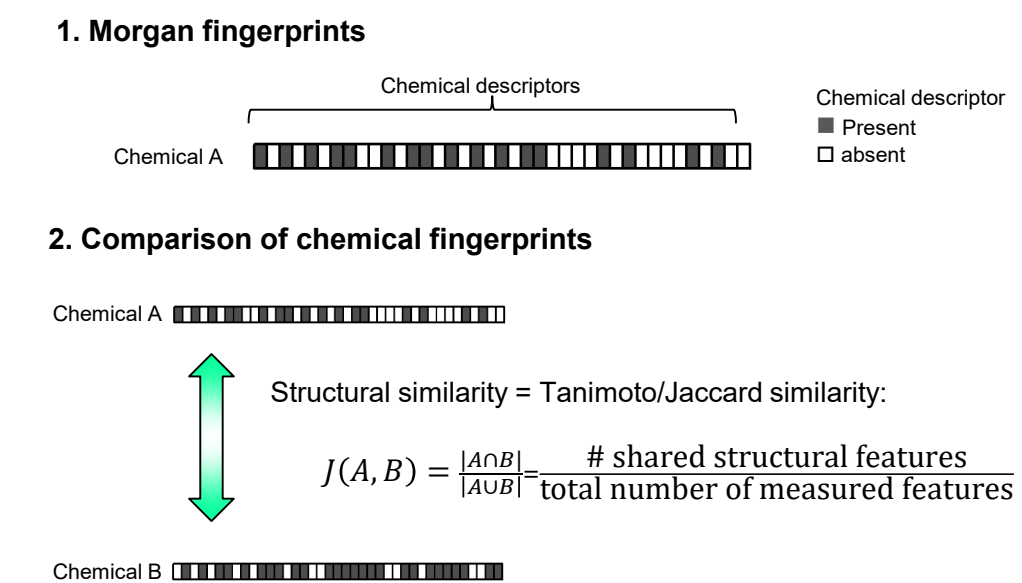 1. Morgan fingerprints
Chemical descriptors
Chemical descriptor
Present
absent
Chemical A
2. Comparison of chemical fingerprints
Chemical A
Structural similarity = Tanimoto/Jaccard similarity:
J(A, B) = |A∩B| / |A∪B| = # shared structural features / total number of measured features
Chemical B